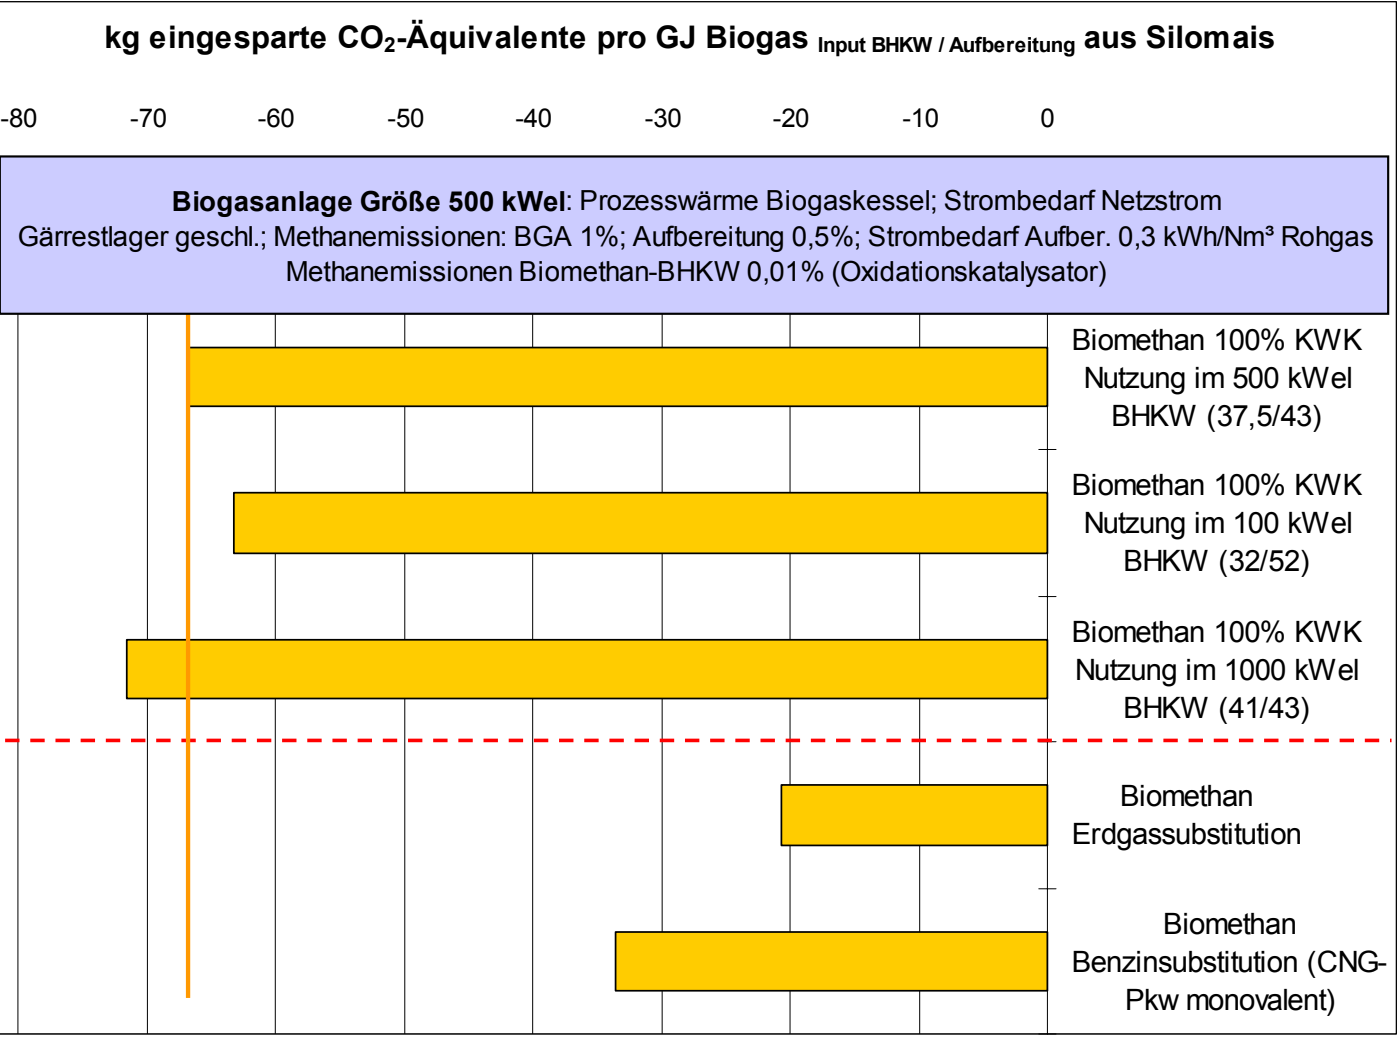 kg eingesparte CO₂-Äquivalente pro GJ Biogas Input BHKW / Aufbereitung aus Silomais
-80 -70 -60 -50 -40 -30 -20 -10 0
Biogasanlage Größe 500 kWel: Prozesswärme Biogaskessel; Strombedarf Netzstrom
Gärrestlager geschl.; Methanemissionen: BGA 1%; Aufbereitung 0,5%; Strombedarf Aufber. 0,3 kWh/Nm³ Rohgas
Methanemissionen Biomethan-BHKW 0,01% (Oxidationskatalysator)
Biomethan 100% KWK
Nutzung im 500 kWel
BHKW (37,5/43)
Biomethan 100% KWK
Nutzung im 100 kWel
BHKW (32/52)
Biomethan 100% KWK
Nutzung im 1000 kWel
BHKW (41/43)
Biomethan
Erdgassubstitution
Biomethan
Benzinsubstitution (CNG-
Pkw monovalent)